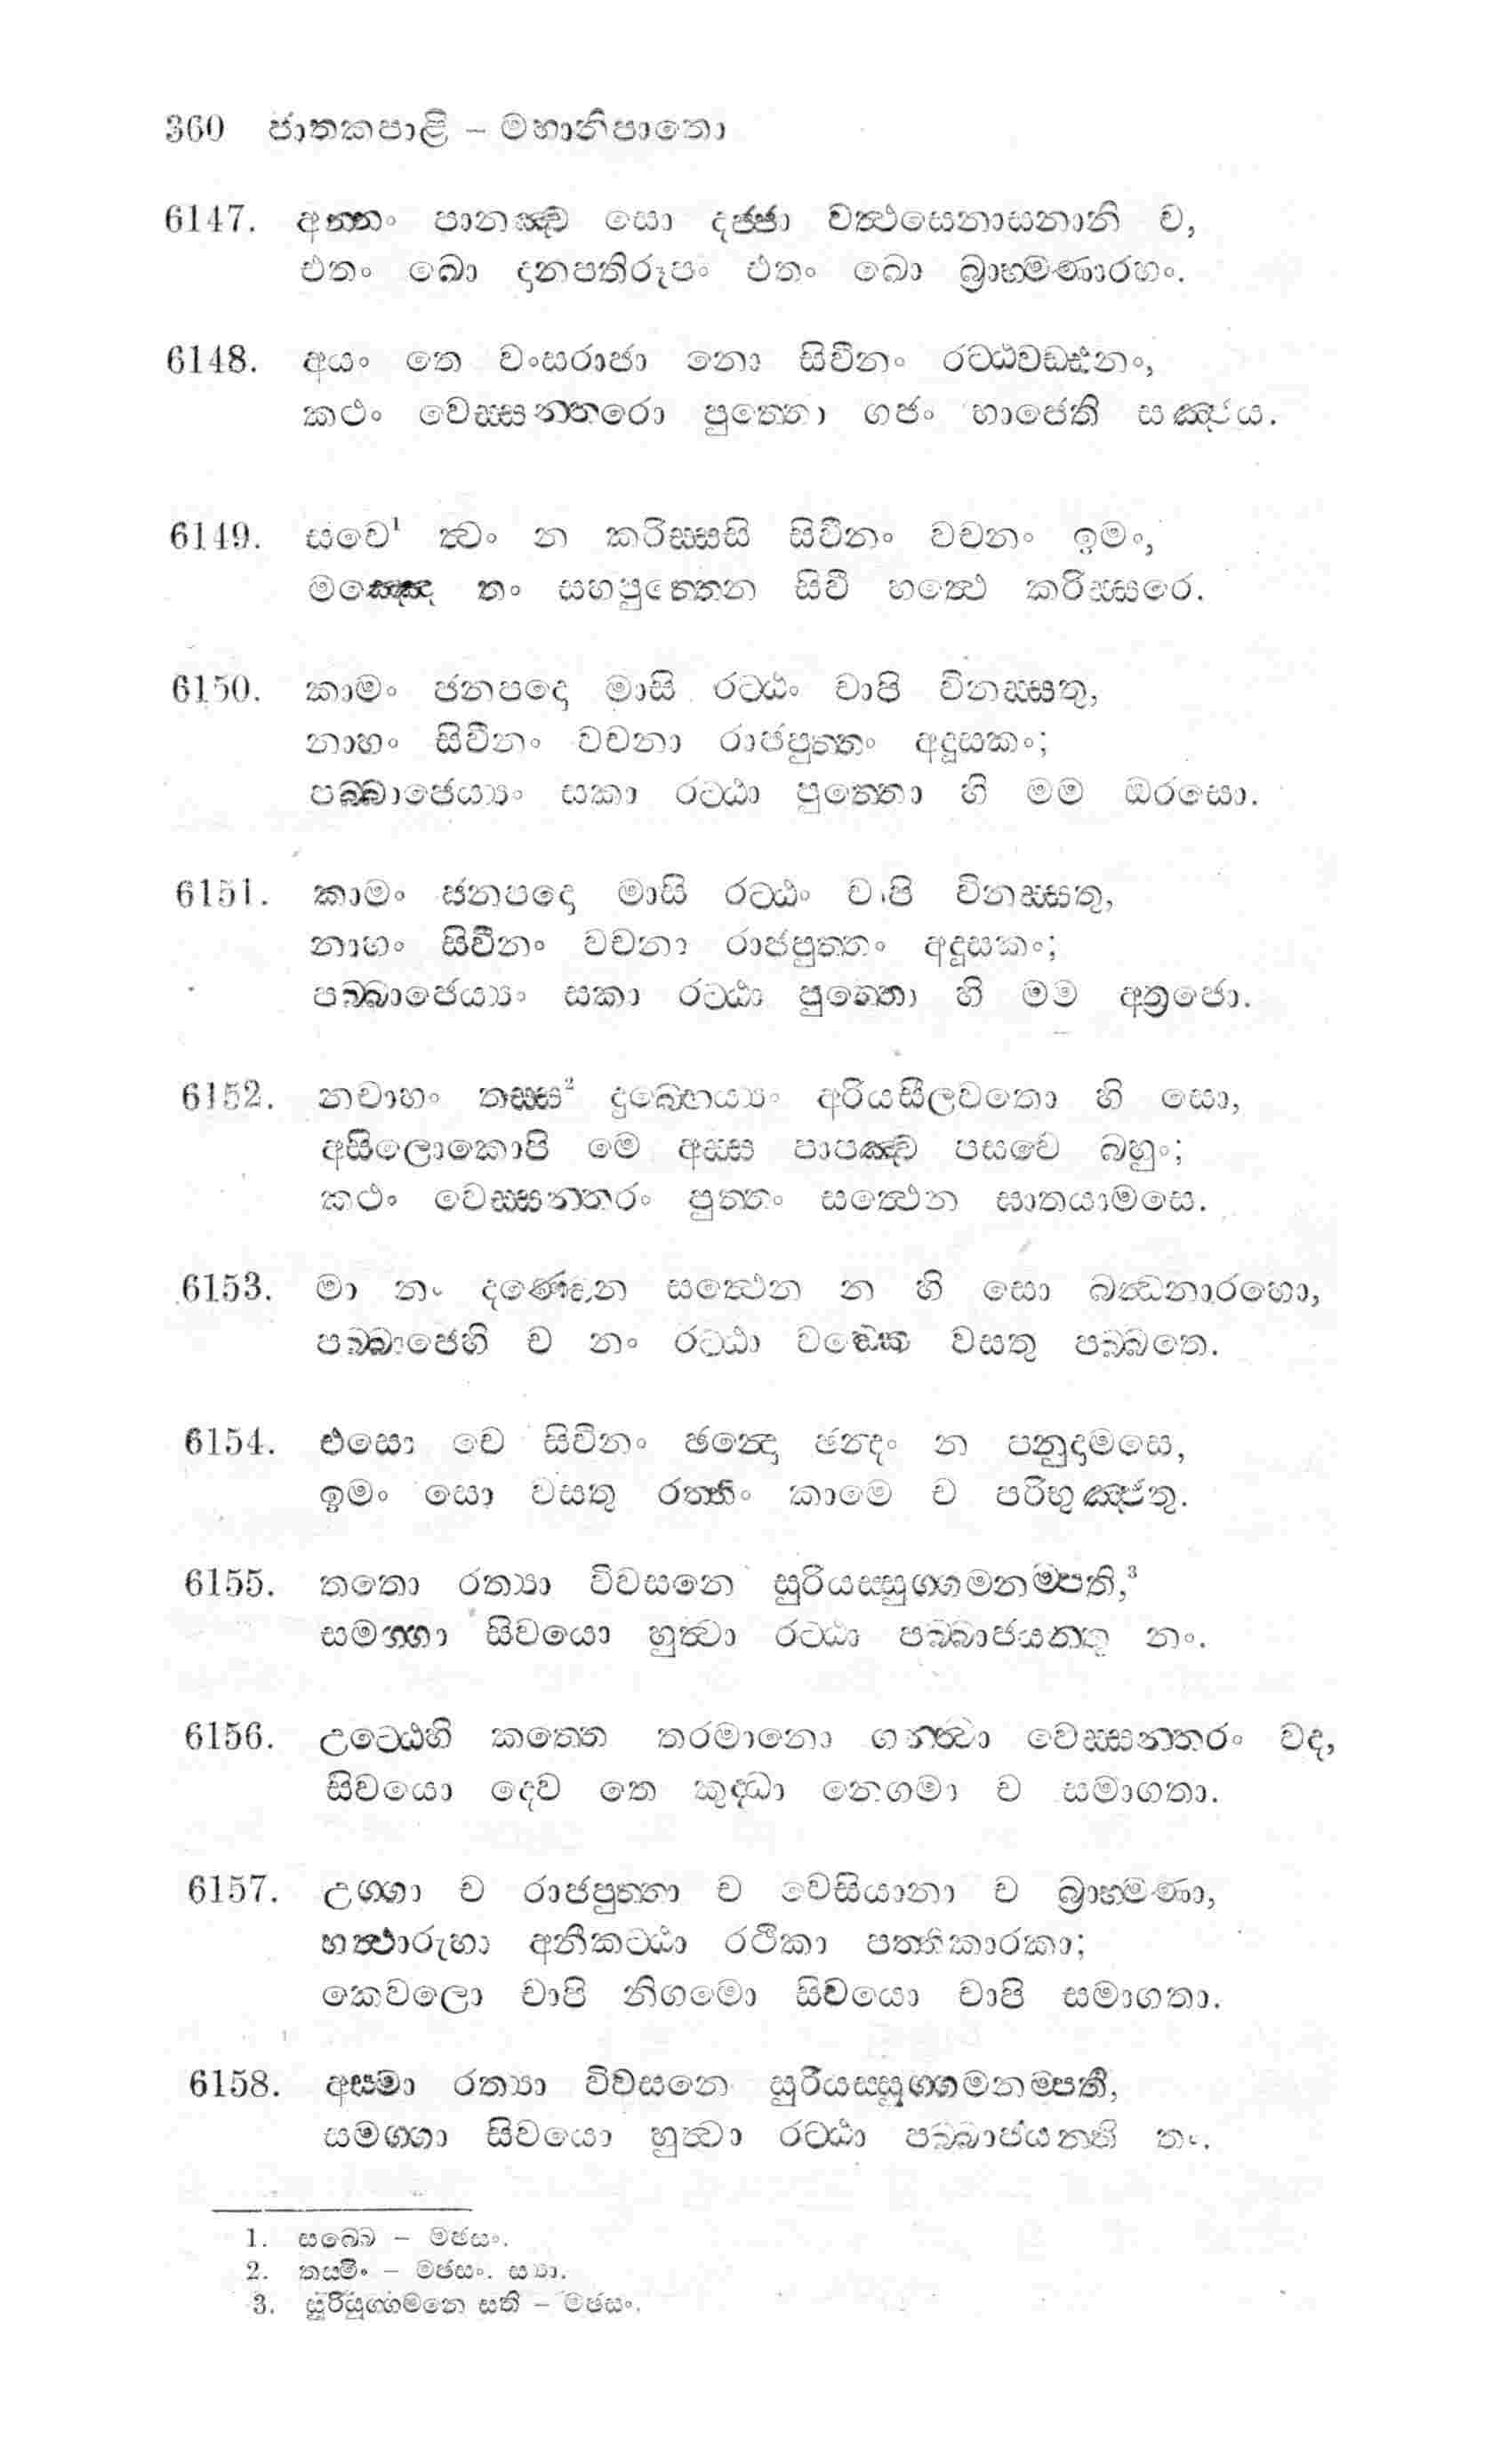 360 ජාතකපාළි – මහානිපාතො
6147. අන්නං පානඤ්ච සො දජ්ජා වත්ථසෙනාසනානි ච,
එතං ඛො දානපතිරූපං එතං ඛො බ්‍රාහ්මණාරහං.
6148. අයං තෙ වංසරාජා නො සිවීනං රට්ඨවඩ්ඪනං,
කථං වෙස්සන්තරො පුත්තො ගජං භාජෙති සඤ්ජය.
6149. සචෙ¹ ත්වං න කරිස්සසි සිවීනං වචනං ඉමං,
මඤ්ඤෙ තං සහපුත්තෙන සිවී හත්ථෙ කරිස්සරෙ.
6150. කාමං ජනපදො මාසි රට්ඨං චාපි විනස්සතු,
නාහං සිවීනං වචනා රාජපුත්තං අදූසකං;
පබ්බාජෙය්‍යං සකා රට්ඨා පුත්තො හි මම ඔරසො.
6151. කාමං ජනපදො මාසි රට්ඨං චාපි විනස්සතු,
නාහං සිවීනං වචනා රාජපුත්තං අදූසකං;
පබ්බාජෙය්‍යං සකා රට්ඨා පුත්තො හි මම අත්‍රජො.
6152. නචාහං තස්ස² දුබ්භෙය්‍යං අරියසීලවතො හි සො,
අසිලොකොපි මෙ අස්ස පාපඤ්ච පසවෙ බහුං;
කථං වෙස්සන්තරං පුත්තං සත්ථෙන ඝාතයාමසෙ.
6153. මා නං දණ්ඩෙන සත්ථෙන න හි සො බන්ධනාරහො,
පබ්බාජෙහි ච නං රට්ඨා වඞ්කෙ වසතු පබ්බතෙ.
6154. එසො චෙ සිවීනං ඡන්දො ඡන්දං න පනුදාමසෙ,
ඉමං සො වසතු රත්තිං කාමෙ ච පරිභුඤ්ජතු.
6155. තතො රත්‍යා විවසනෙ සුරියස්සුග්ගමනම්පති,³
සමග්ගා සිවයො හුත්වා රට්ඨා පබ්බාජයන්තු නං.
6156. උට්ඨෙහි කත්තෙ තරමානො ගන්ත්වා වෙස්සන්තරං වද,
සිවයො දෙව තෙ කුද්ධා නෙගමා ච සමාගතා.
6157. උග්ගා ච රාජපුත්තා ච වෙසියානා ච බ්‍රාහ්මණා,
හත්ථාරුහා අනීකට්ඨා රථිකා පත්තිකාරකා;
කෙවලො චාපි නිගමො සිවයො චාපි සමාගතා.
6158. අස්මා රත්‍යා විවසනෙ සුරියස්සුග්ගමනම්පති,
සමග්ගා සිවයො හුත්වා රට්ඨා පබ්බාජයන්ති තං.
1. සබ්බෙ – මඡසං.
2. තස්මිං – මඡසං. ස්‍යා.
3. සූරියුග්ගමනෙ සති – මඡසං.